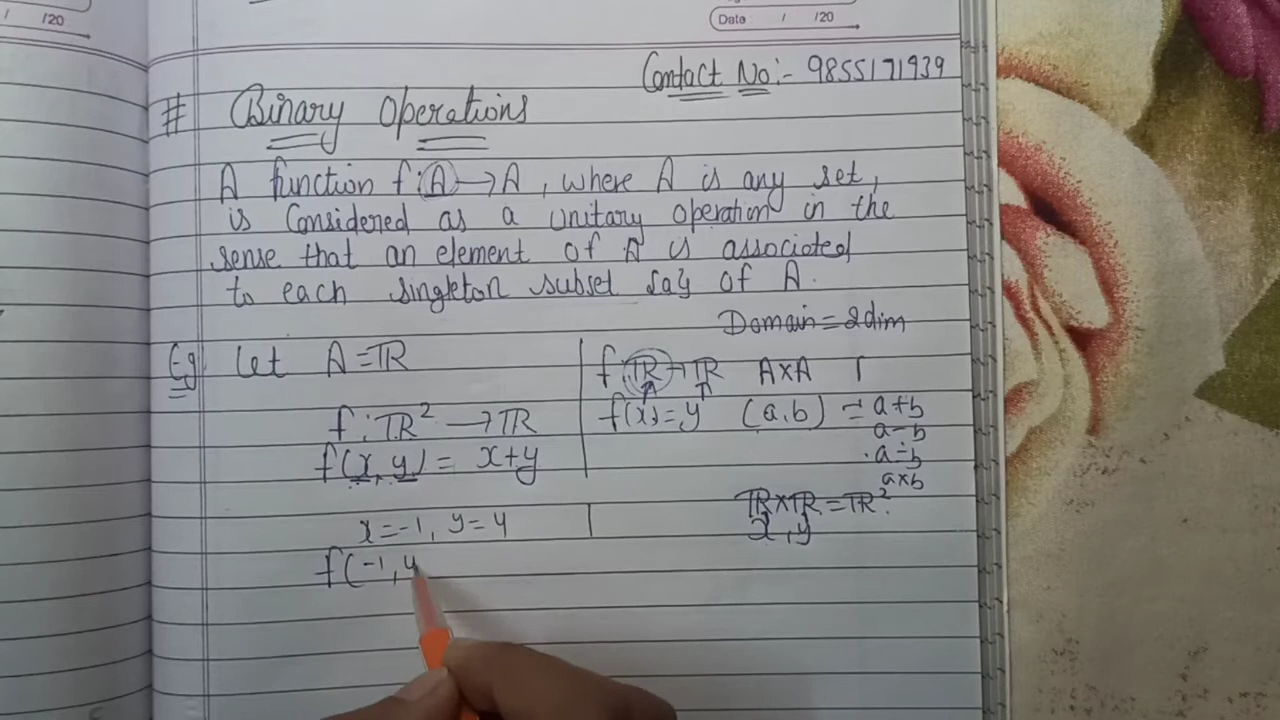 / /20
Date / /20
Contact No:- 9855171939
# Binary Operations
A function f:A→A, where A is any set,
is Considered as a unitary operation in the
sense that an element of A is associated
to each singleton subset say of A.
Domain = 2dim
Eg Let A=ℝ
f:ℝ→ℝ A×A
f:ℝ² →ℝ
f(x)=y (a,b) = a+b
a-b
f(x,y) = x+y
a÷b
a×b
ℝ×ℝ=ℝ².
x,y
x=-1, y=4
f(-1,4